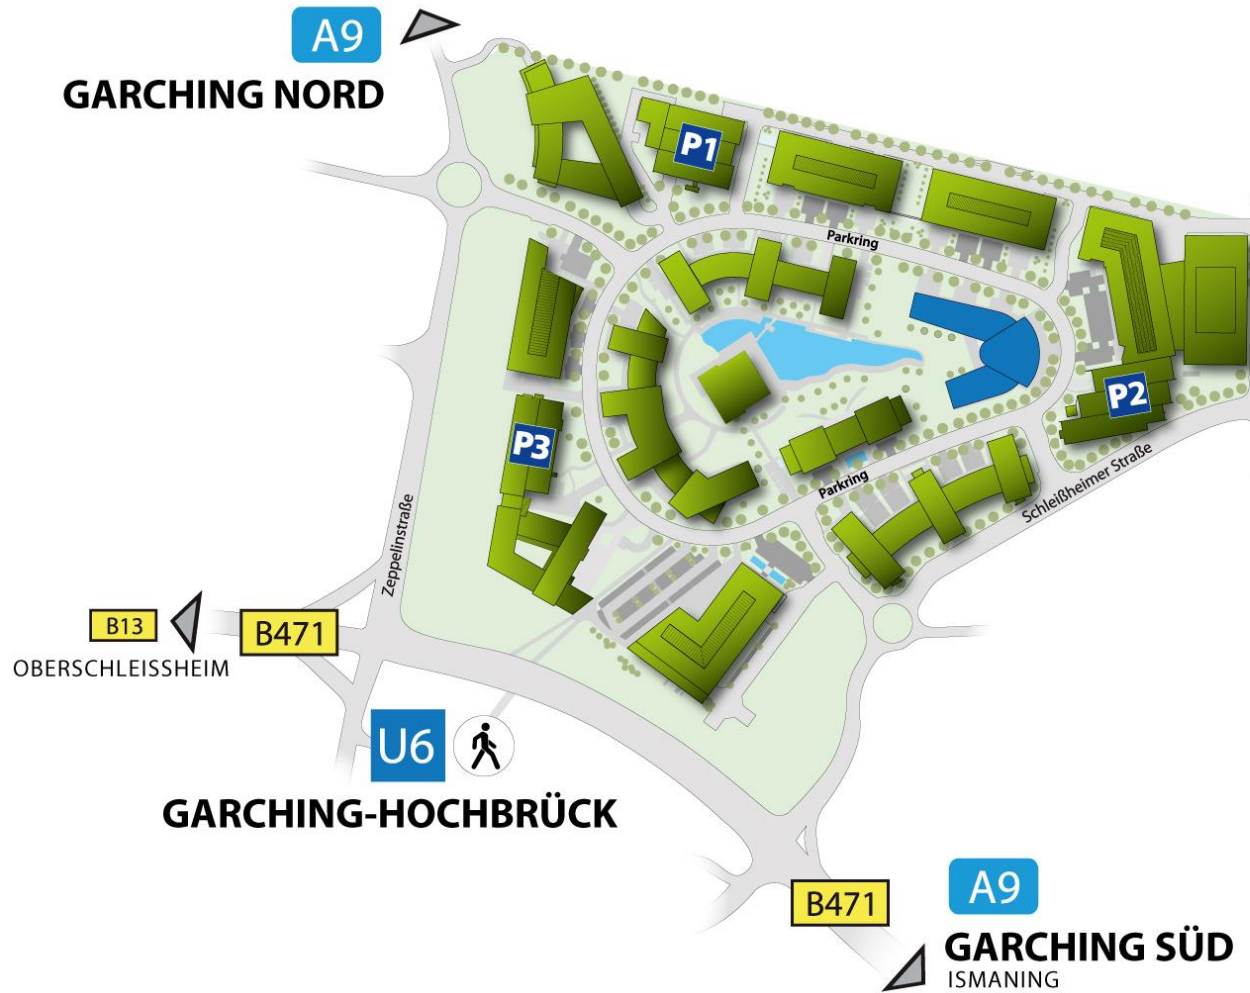 A9
GARCHING NORD
P1
Parkring
P2
P3
Parkring
Schleißheimer Straße
Zeppelinstraße
B13
B471
OBERSCHLEISSHEIM
U6
GARCHING-HOCHBRÜCK
A9
B471
GARCHING SÜD
ISMANING